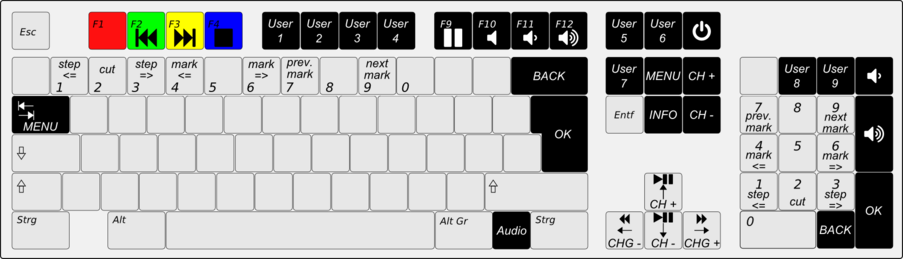 Esc
F1
F2
F3
F4
User 1
User 2
User 3
User 4
F9
F10
F11
F12
User 5
User 6
step <= 1
cut 2
step => 3
mark <= 4
5
mark => 6
prev. mark 7
8
next mark 9
0
BACK
User 7
MENU
CH +
User 8
User 9
MENU
OK
Entf
INFO
CH -
7 prev. mark
8
9 next mark
4 mark <=
5
6 mark =>
CH +
1 step <=
2 cut
3 step =>
OK
Strg
Alt
Alt Gr
Audio
Strg
CHG -
CH -
CHG +
0
BACK